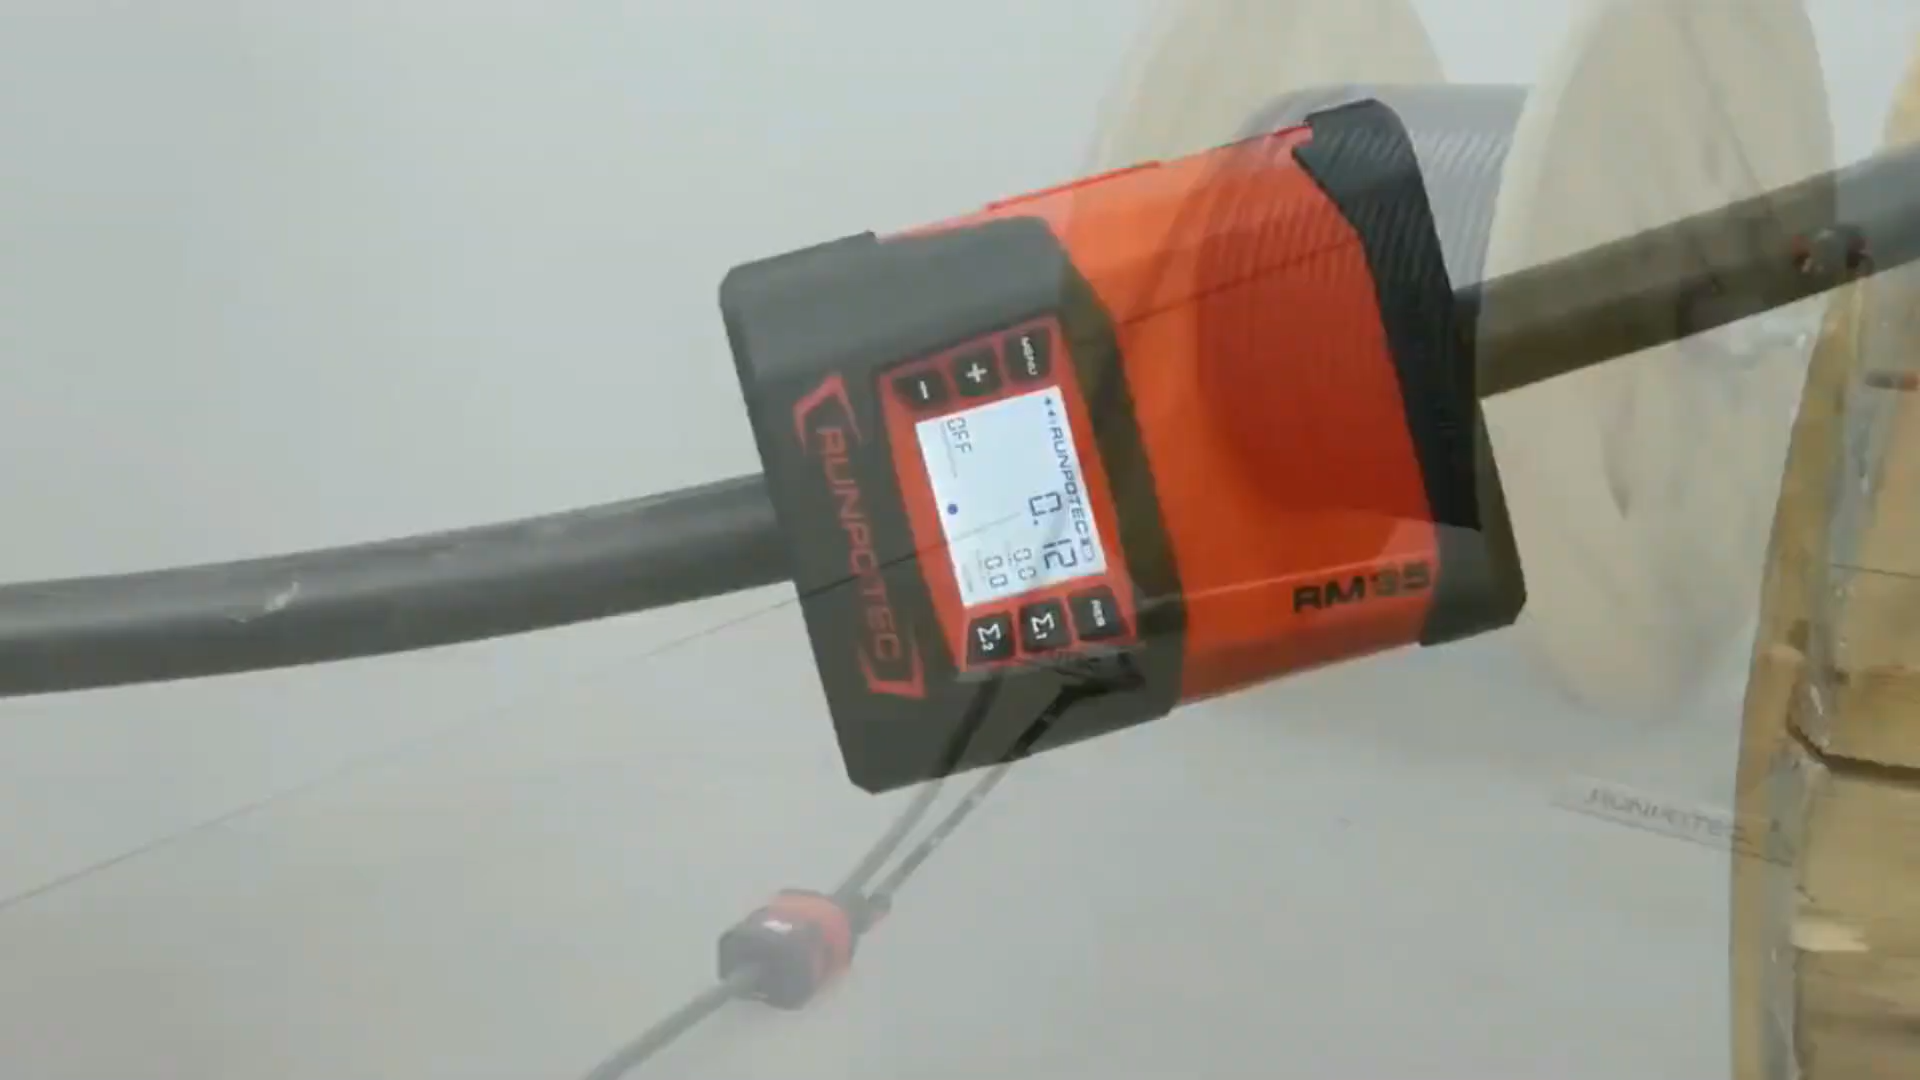 RUNPOTEC
MENU
+
−
RUNPOTEC
0.12
0.0
0.0
OFF
RES
Σ1
Σ2
RM35
RUNPOTEC